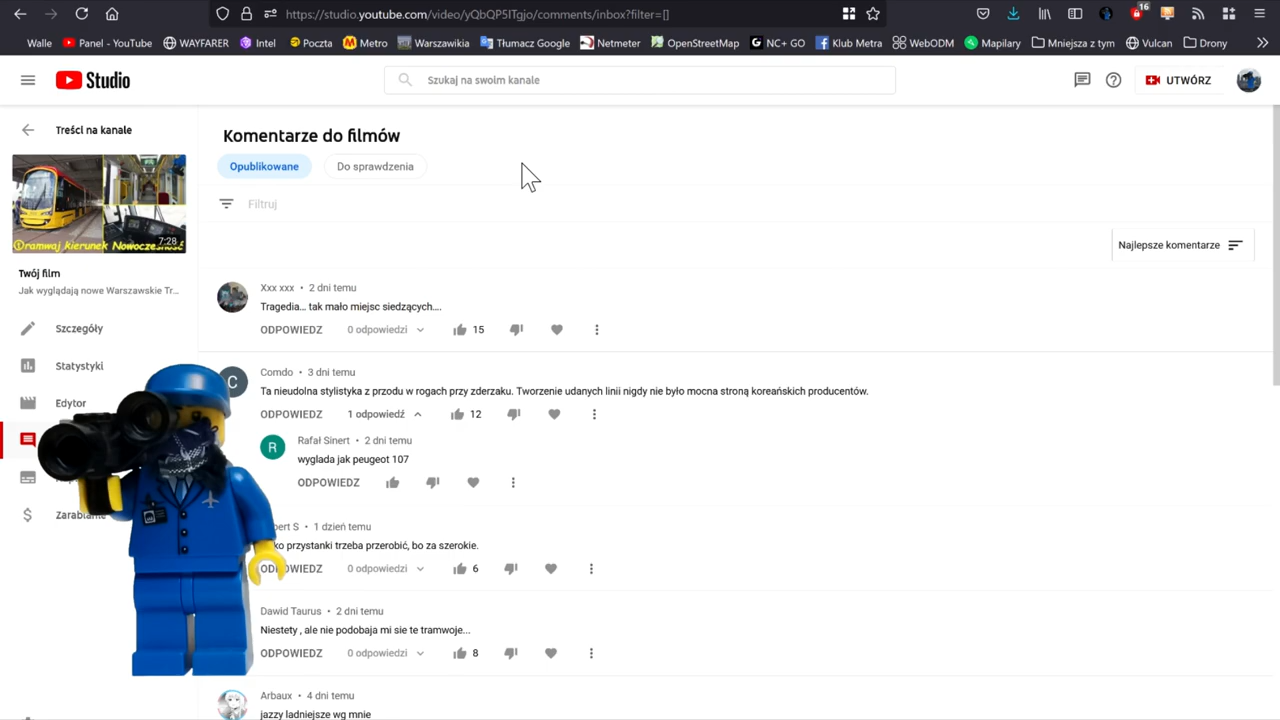 https://studio.youtube.com/video/yQbQP5ITgjo/comments/inbox?filter=[]
16
Walle
Panel - YouTube
WAYFARER
Intel
Poczta
Metro
Warszawikia
Tłumacz Google
Netmeter
OpenStreetMap
NC+ GO
Klub Metra
WebODM
Mapilary
Mniejsza z tym
Vulcan
Drony
Studio
Szukaj na swoim kanale
UTWÓRZ
Treści na kanale
7:28
ramwaj kierunek Nowoczesność
Twój film
Jak wyglądają nowe Warszawskie Tr...
Szczegóły
Statystyki
Edytor
Komentarze do filmów
Opublikowane
Do sprawdzenia
Filtruj
Najlepsze komentarze
Xxx xxx • 2 dni temu
Tragedia... tak mało miejsc siedzących....
ODPOWIEDZ 0 odpowiedzi 15
C
Comdo • 3 dni temu
Ta nieudolna stylistyka z przodu w rogach przy zderzaku. Tworzenie udanych linii nigdy nie było mocna stroną koreańskich producentów.
ODPOWIEDZ 1 odpowiedź 12
R
Rafał Sinert • 2 dni temu
wyglada jak peugeot 107
ODPOWIEDZ
S • 1 dzień temu
przystanki trzeba przerobić, bo za szerokie.
ODPOWIEDZ 0 odpowiedzi 6
Dawid Taurus • 2 dni temu
Niestety , ale nie podobaja mi sie te tramwoje...
ODPOWIEDZ 0 odpowiedzi 8
Arbaux • 4 dni temu
jazzy ladniejsze wg mnie